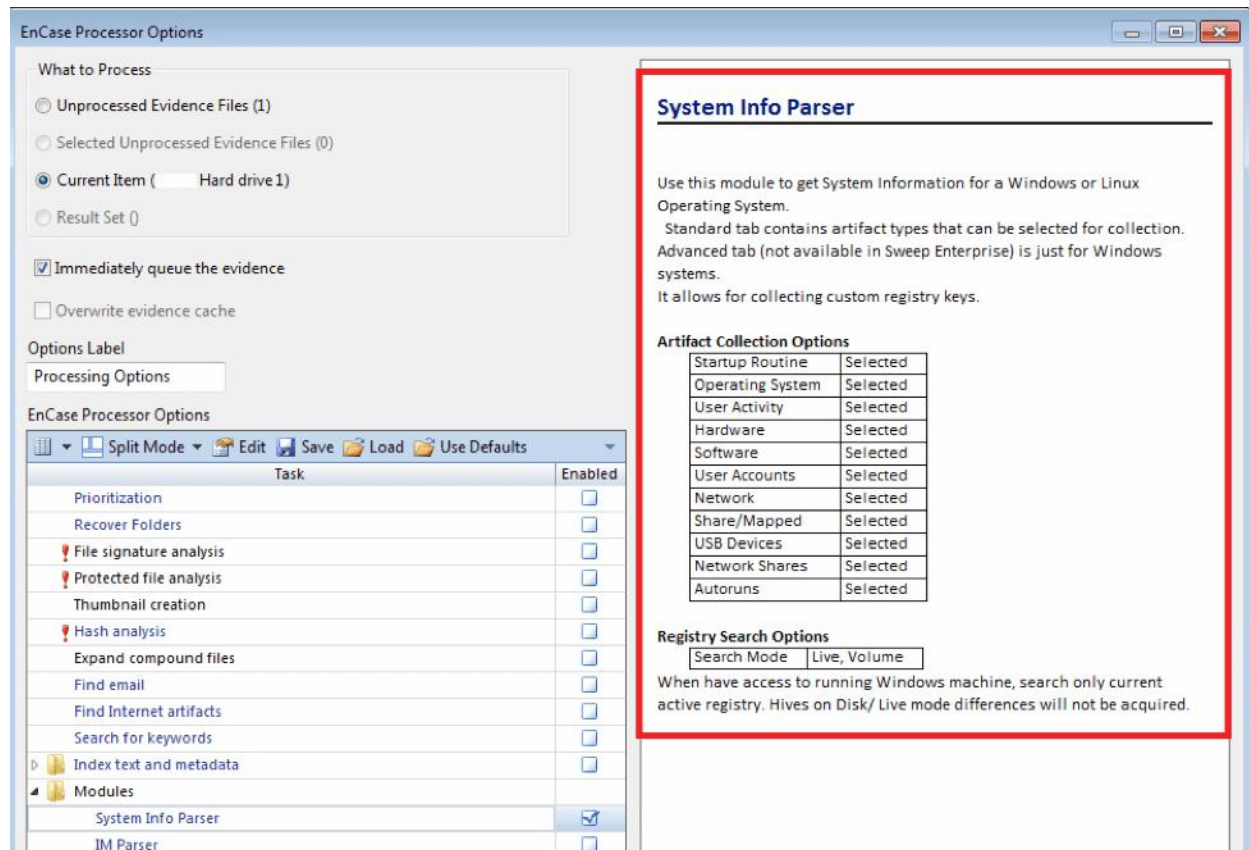 EnCase Processor Options
What to Process
Unprocessed Evidence Files (1)
Selected Unprocessed Evidence Files (0)
Current Item ( Hard drive 1)
Result Set ()
Immediately queue the evidence
Overwrite evidence cache
Options Label
Processing Options
EnCase Processor Options
Split Mode Edit Save Load Use Defaults
Task Enabled
Prioritization
Recover Folders
File signature analysis
Protected file analysis
Thumbnail creation
Hash analysis
Expand compound files
Find email
Find Internet artifacts
Search for keywords
Index text and metadata
Modules
System Info Parser
IM Parser
System Info Parser
Use this module to get System Information for a Windows or Linux
Operating System.
Standard tab contains artifact types that can be selected for collection.
Advanced tab (not available in Sweep Enterprise) is just for Windows
systems.
It allows for collecting custom registry keys.
Artifact Collection Options
Startup Routine Selected
Operating System Selected
User Activity Selected
Hardware Selected
Software Selected
User Accounts Selected
Network Selected
Share/Mapped Selected
USB Devices Selected
Network Shares Selected
Autoruns Selected
Registry Search Options
Search Mode Live, Volume
When have access to running Windows machine, search only current
active registry. Hives on Disk/ Live mode differences will not be acquired.